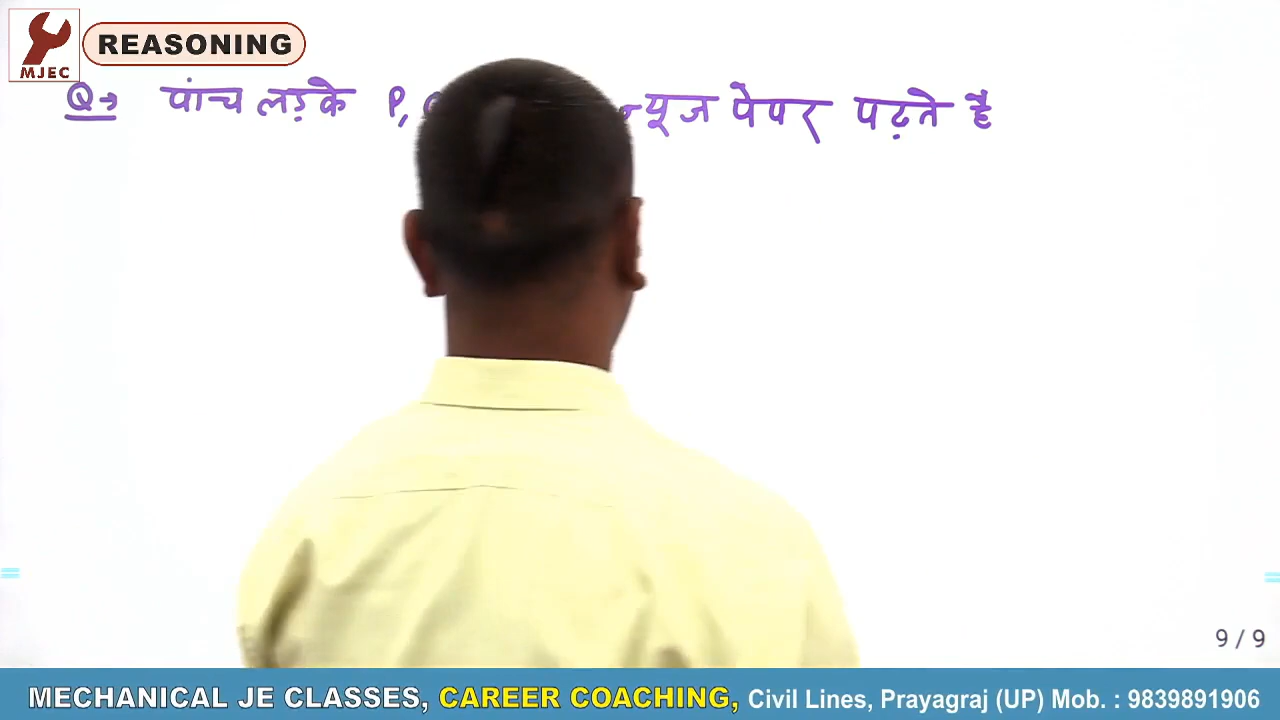 MJEC
REASONING
Q→ पांच लड़के P, न्यूज पेपर पढ़ते है
9 / 9
MECHANICAL JE CLASSES, CAREER COACHING, Civil Lines, Prayagraj (UP) Mob. : 9839891906